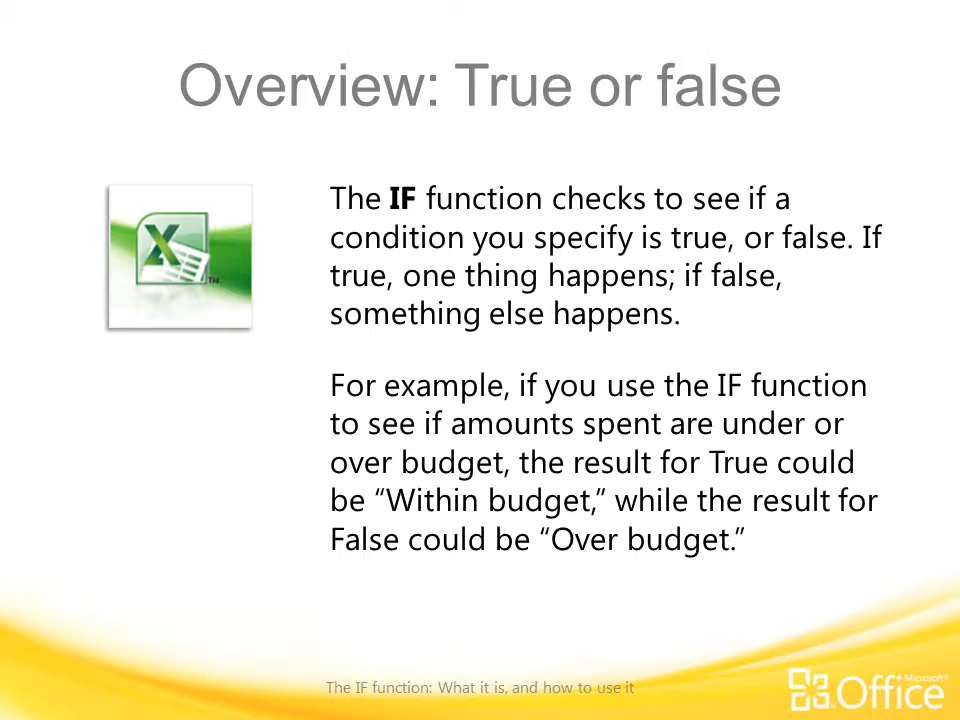 Overview: True or false
The IF function checks to see if a
condition you specify is true, or false. If
true, one thing happens; if false,
something else happens.
For example, if you use the IF function
to see if amounts spent are under or
over budget, the result for True could
be “Within budget,” while the result for
False could be “Over budget.”
X
TM
The IF function: What it is, and how to use it
Microsoft®
Office